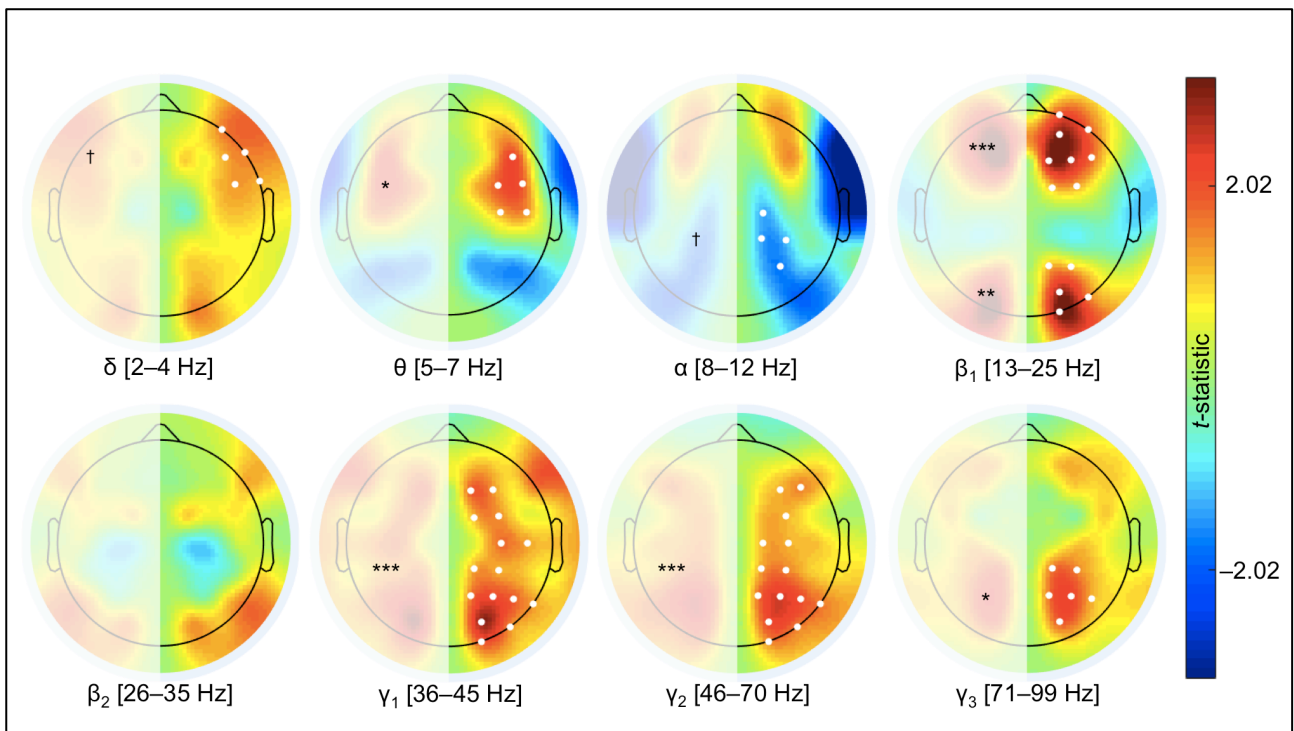 †
*
†
***
**
2.02
t-statistic
–2.02
δ [2–4 Hz]
θ [5–7 Hz]
α [8–12 Hz]
β₁ [13–25 Hz]
***
***
*
β₂ [26–35 Hz]
γ₁ [36–45 Hz]
γ₂ [46–70 Hz]
γ₃ [71–99 Hz]